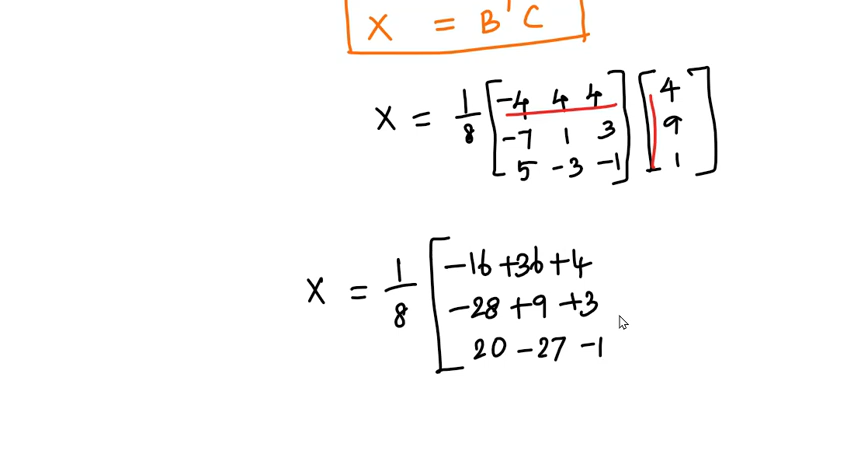 X = B⁻¹ C
X = 1/8 [-4 4 4] [4]
[-7 1 3] [9]
[5 -3 -1] [1]
X = 1/8 [-16 +36 +4
-28 +9 +3
20 -27 -1